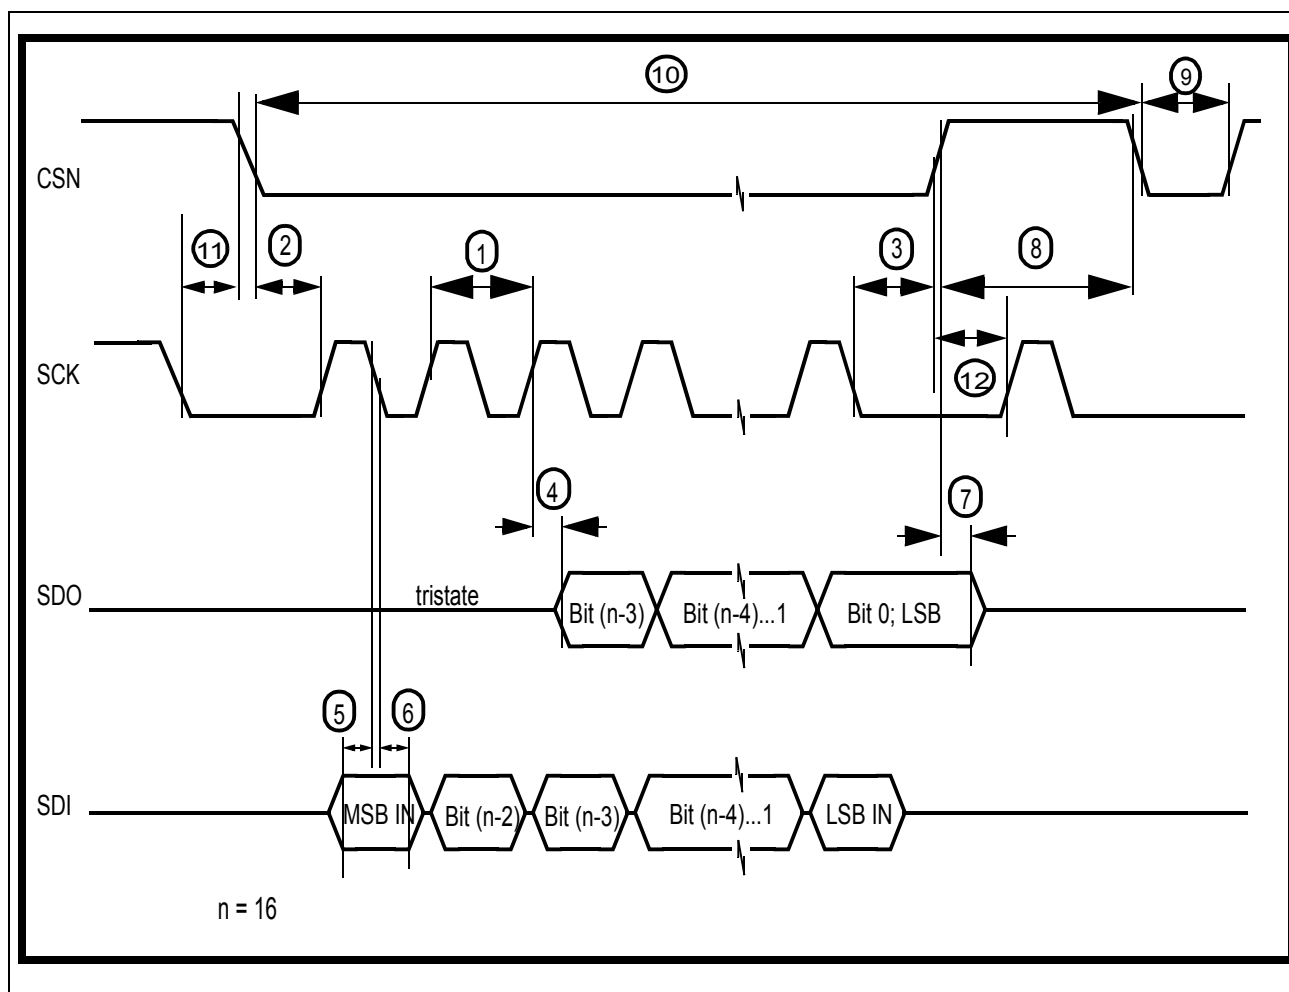 10
9
CSN
11
2
1
3
8
SCK
12
4
7
SDO
tristate
Bit (n-3)
Bit (n-4)...1
Bit 0; LSB
5
6
SDI
MSB IN
Bit (n-2)
Bit (n-3)
Bit (n-4)...1
LSB IN
n = 16